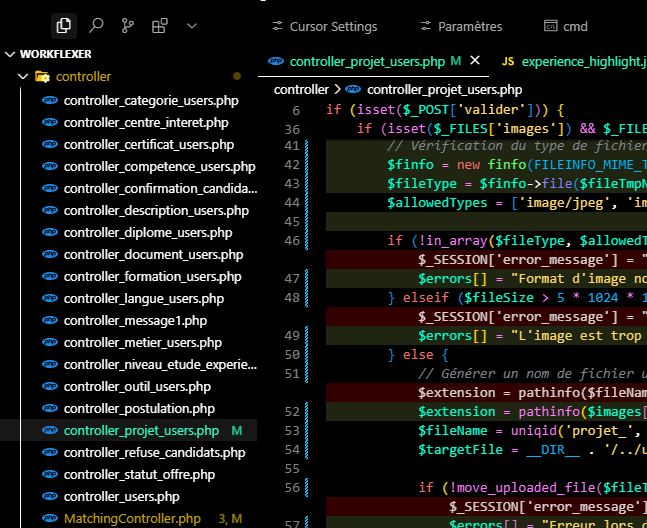 Cursor Settings
Paramètres
cmd
WORKFLEXER
controller
controller_categorie_users.php
controller_centre_interet.php
controller_certificat_users.php
controller_competence_users.php
controller_confirmation_candida...
controller_description_users.php
controller_diplome_users.php
controller_document_users.php
controller_formation_users.php
controller_langue_users.php
controller_message1.php
controller_metier_users.php
controller_niveau_etude_experie...
controller_outil_users.php
controller_postulation.php
controller_projet_users.php M
controller_refuse_candidats.php
controller_statut_offre.php
controller_users.php
MatchingController.php 3, M
php controller_projet_users.php M ×
JS experience_highlight.j
controller > php controller_projet_users.php
6 if (isset($_POST['valider'])) {
36 if (isset($_FILES['images']) && $_FILE
41 // Vérification du type de fichier
42 $finfo = new finfo(FILEINFO_MIME_T
43 $fileType = $finfo->file($fileTmpN
44 $allowedTypes = ['image/jpeg', 'im
45
46 if (!in_array($fileType, $allowedT
$_SESSION['error_message'] = "
47 $errors[] = "Format d'image no
48 } elseif ($fileSize > 5 * 1024 * 1
$_SESSION['error_message'] = "
49 $errors[] = "L'image est trop
50 } else {
51 // Générer un nom de fichier u
$extension = pathinfo($fileNam
52 $extension = pathinfo($images[
53 $fileName = uniqid('projet_',
54 $targetFile = __DIR__ . '/../u
55
56 if (!move_uploaded_file($fileT
$_SESSION['error_message']
57 $errors[] = "Erreur lors d